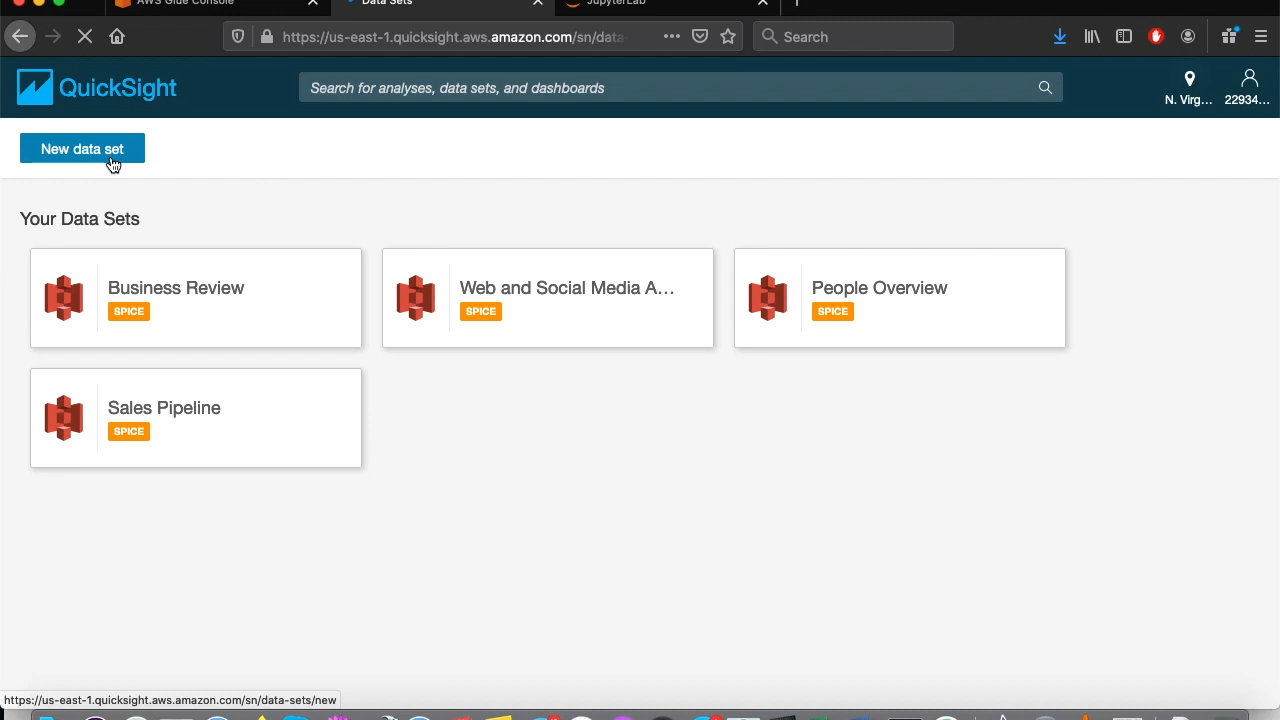 AWS Glue Console
Data Sets
JupyterLab
https://us-east-1.quicksight.aws.amazon.com/sn/data-
Search
QuickSight
Search for analyses, data sets, and dashboards
N. Virg...
22934...
New data set
Your Data Sets
Business Review
SPICE
Web and Social Media A...
SPICE
People Overview
SPICE
Sales Pipeline
SPICE
https://us-east-1.quicksight.aws.amazon.com/sn/data-sets/new